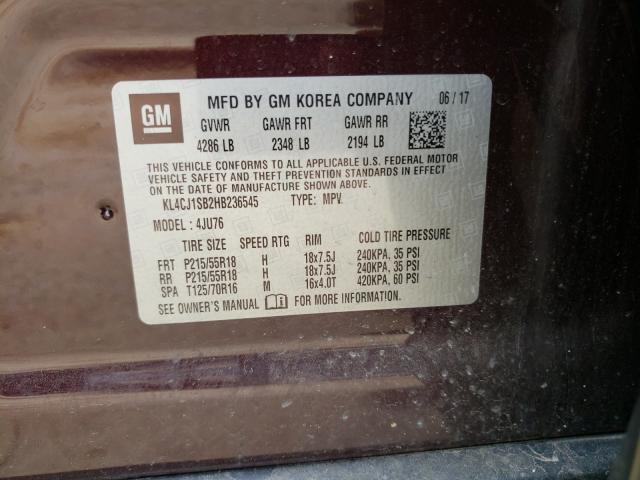 GM MFD BY GM KOREA COMPANY 06/17
GVWR GAWR FRT GAWR RR
4286 LB 2348 LB 2194 LB
THIS VEHICLE CONFORMS TO ALL APPLICABLE U.S. FEDERAL MOTOR
VEHICLE SAFETY AND THEFT PREVENTION STANDARDS IN EFFECT ON
THE DATE OF MANUFACTURE SHOWN ABOVE.
KL4CJ1SB2HB236545 TYPE: MPV
MODEL: 4JU76
TIRE SIZE SPEED RTG RIM COLD TIRE PRESSURE
FRT P215/55R18 H 18x7.5J 240KPA, 35 PSI
RR P215/55R18 H 18x7.5J 240KPA, 35 PSI
SPA T125/70R16 M 16x4.0T 420KPA, 60 PSI
SEE OWNER'S MANUAL FOR MORE INFORMATION.